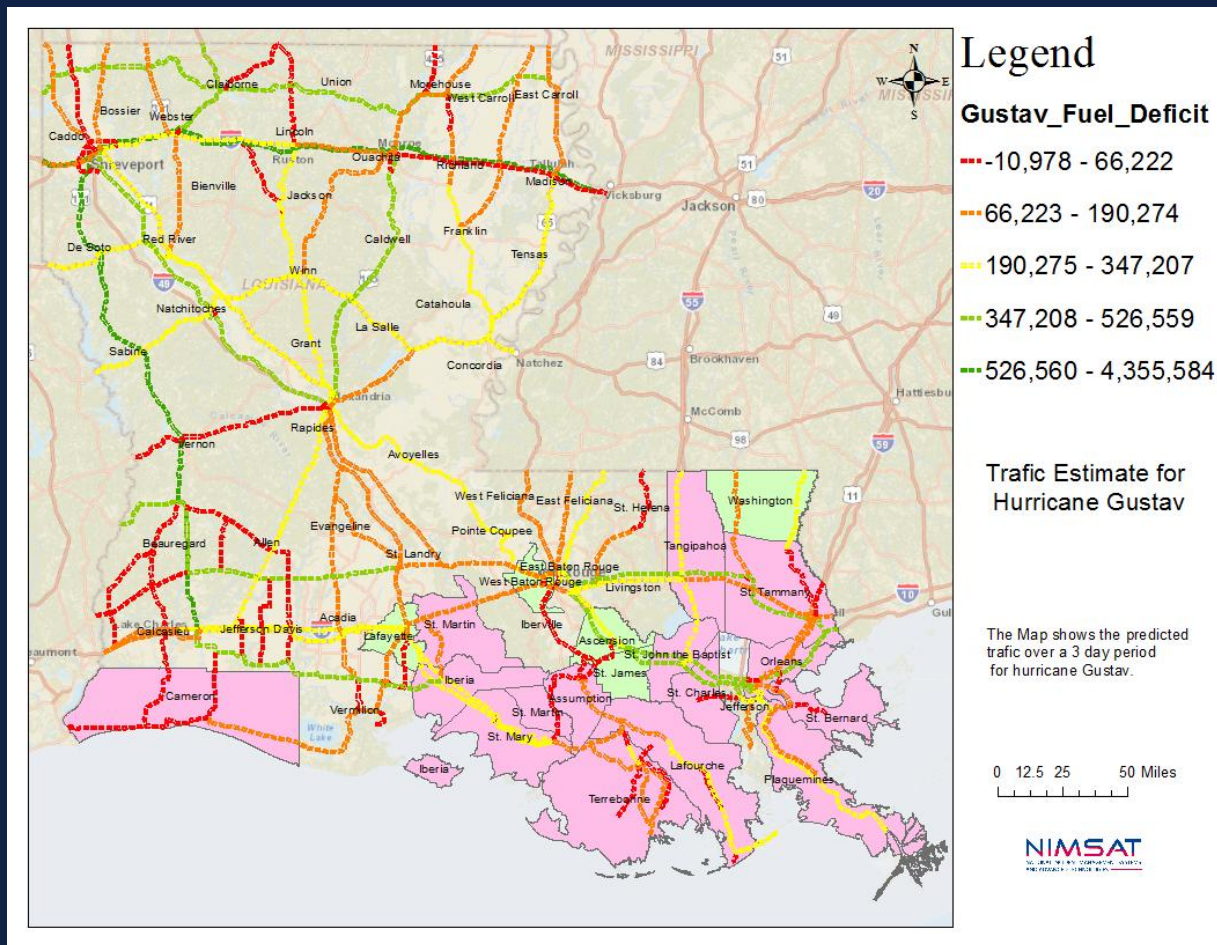 MISSISSIPPI
Claiborne
Union
Morehouse
West Carroll
East Carroll
Bossier
Webster
Caddo
Lincoln
Monroe
Shreveport
Ruston
Ouachita
Richland
Tallulah
Madison
Vicksburg
Jackson
Bienville
Jackson
De Soto
Red River
Caldwell
Franklin
Tensas
Winn
LOUISIANA
Catahoula
Natchitoches
La Salle
Grant
Sabine
Concordia
Natchez
Brookhaven
Hattiesbu
McComb
Rapides
Vernon
Avoyelles
West Feliciana
East Feliciana
St. Helena
Washington
Pointe Coupee
Evangeline
Beauregard
Allen
St. Landry
Tangipahoa
East Baton Rouge
West Baton Rouge
Livingston
St. Tammany
Lake Charles
Calcasieu
Jefferson Davis
Acadia
Lafayette
St. Martin
Iberville
Ascension
St. John the Baptist
St. James
Orleans
Iberia
Cameron
Vermilion
Assumption
St. Charles
Jefferson
St. Martin
St. Bernard
St. Mary
White
Lake
Iberia
Lafourche
Plaquemines
Terrebonne
N
W
E
S
Legend
Gustav_Fuel_Deficit
-10,978 - 66,222
66,223 - 190,274
190,275 - 347,207
347,208 - 526,559
526,560 - 4,355,584
Trafic Estimate for
Hurricane Gustav
The Map shows the predicted
trafic over a 3 day period
for hurricane Gustav.
0 12.5 25 50 Miles
NIMSAT